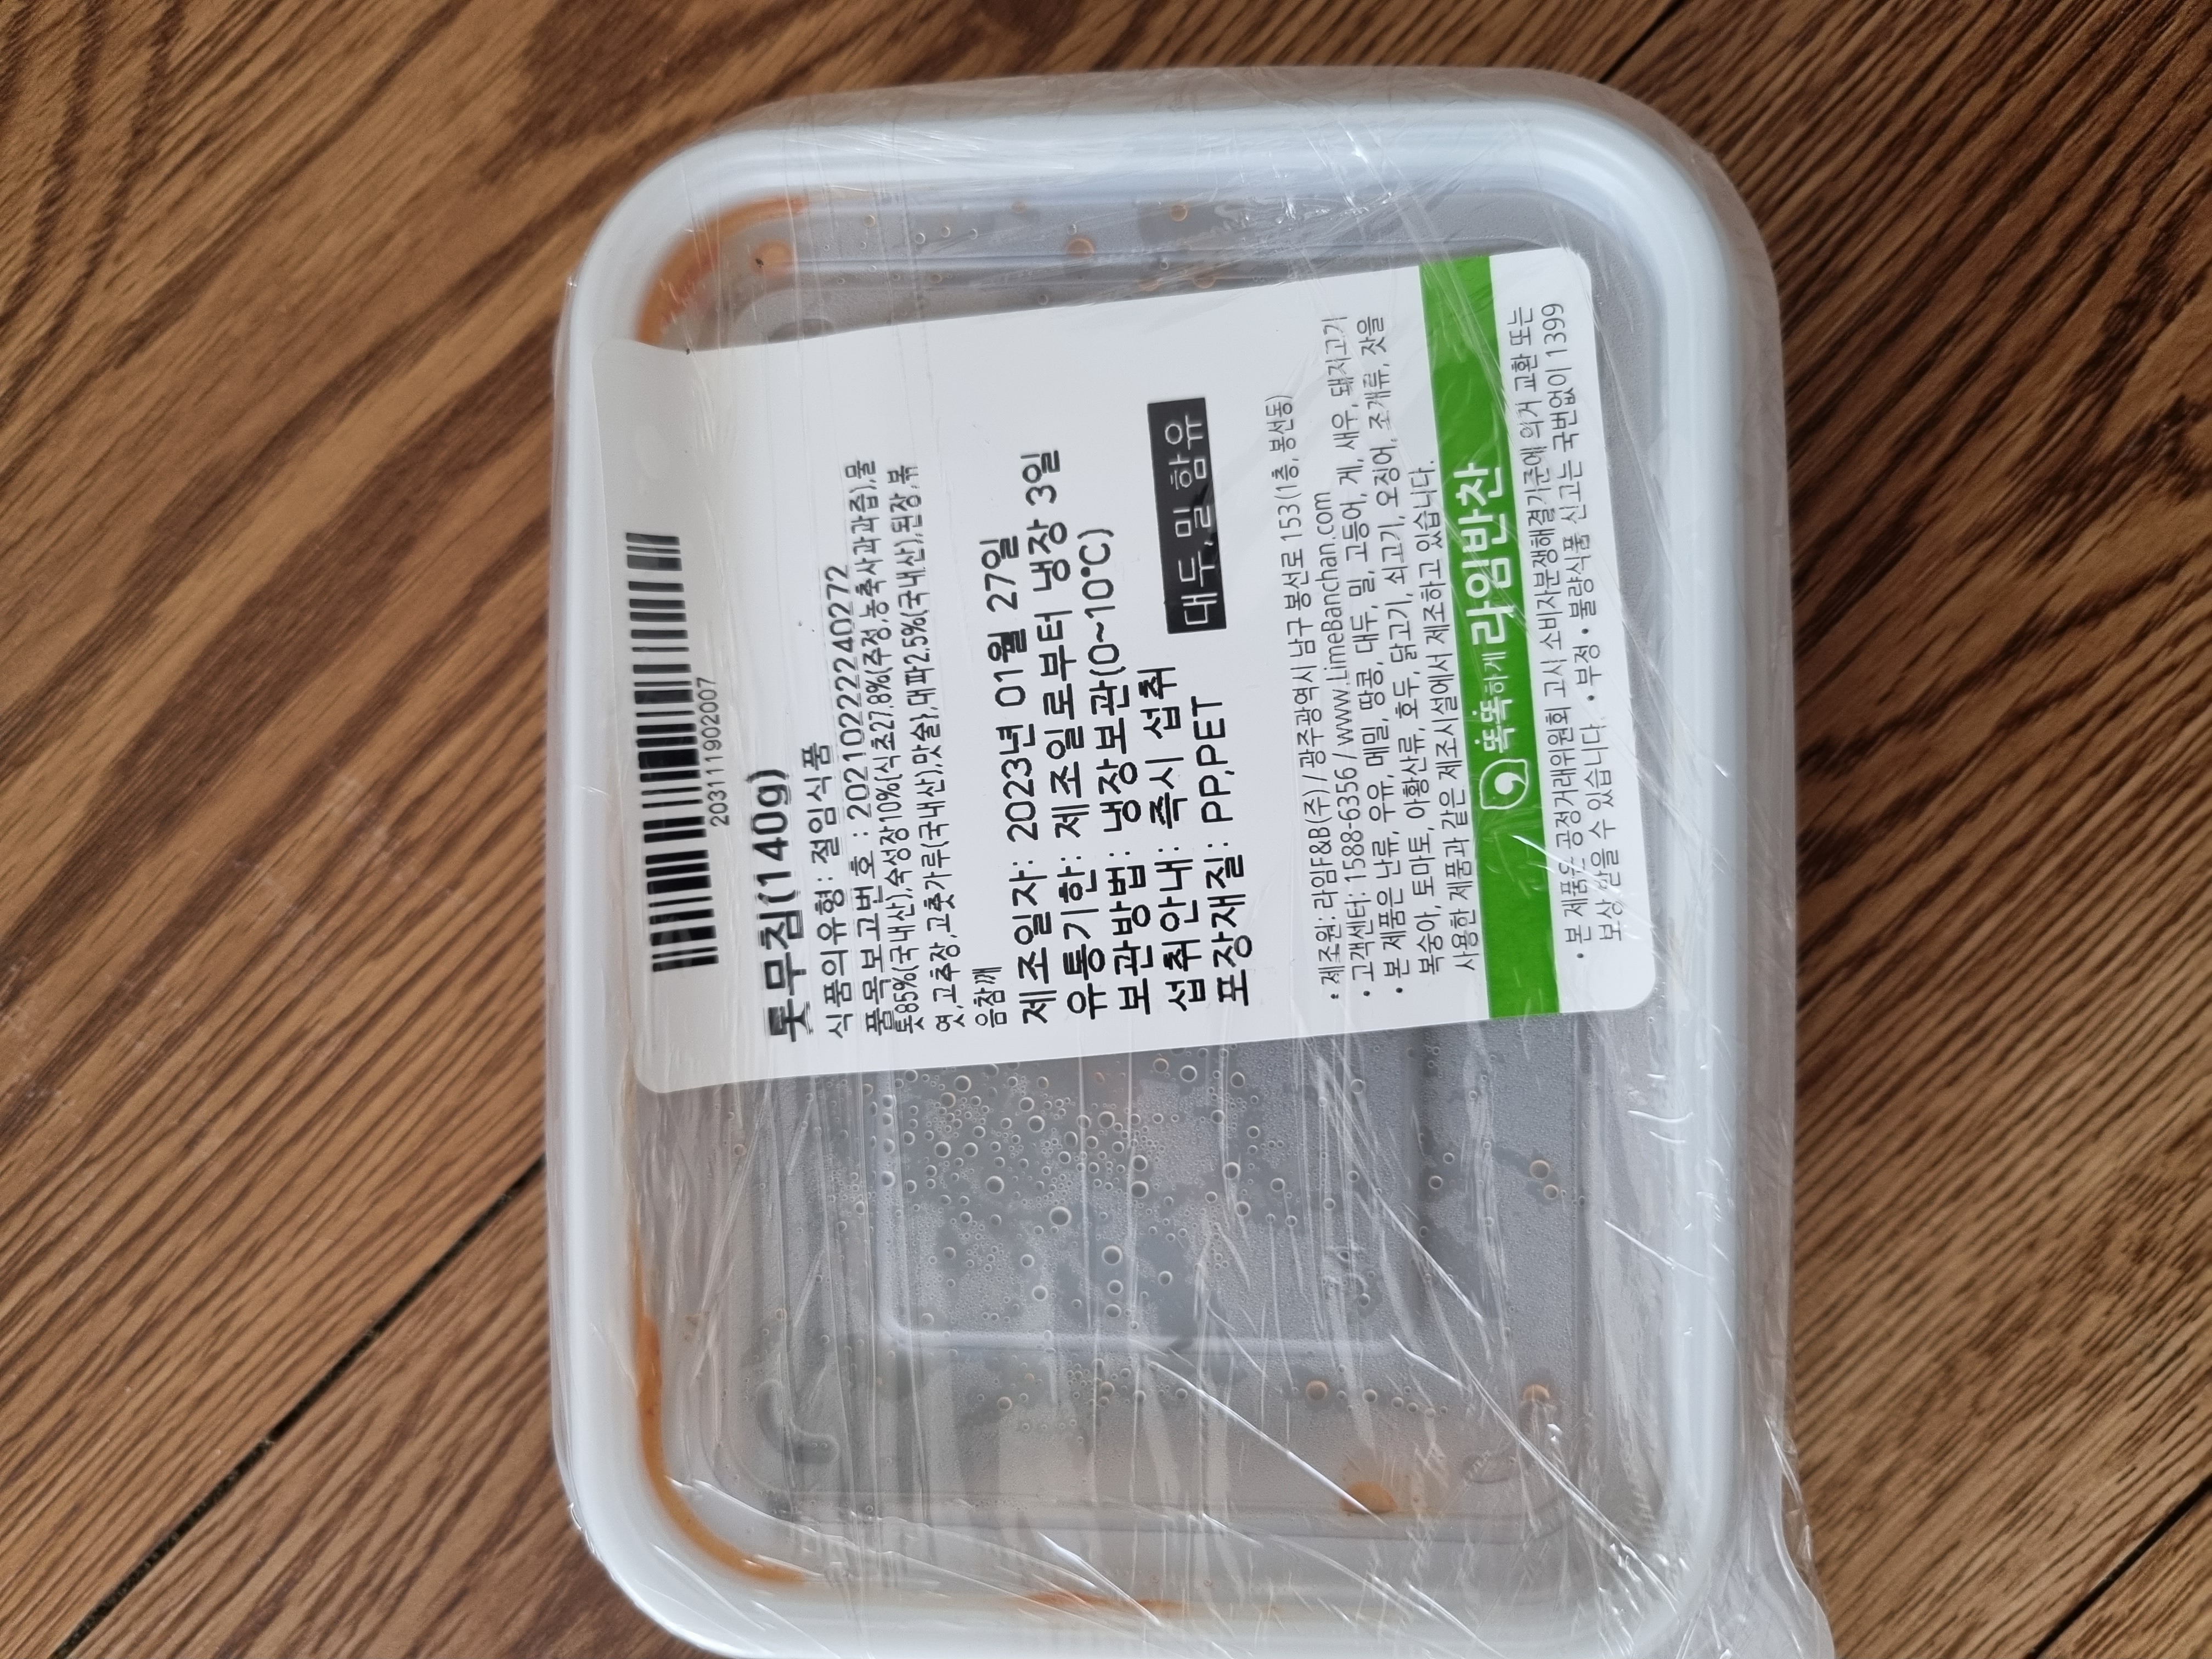 2031111902007
톳무침(140g)
식품의유형: 절임식품
품목보고번호 : 20210222240272
톳85%(국내산),숙성장10%{식초27.8%(주정,농축사과과즙),물
엿,고추장,고춧가루(국내산),맛술},대파2.5%(국내산),된장,볶
음참깨
제조일자: 2023년 01월 27일
유통기한: 제조일로부터 냉장 3일
보관방법: 냉장보관(0~10°C)
섭취안내: 즉시 섭취
포장재질: PP,PET
대두,밀 함유
• 제조원: 라임F&B(주) / 광주광역시 남구 봉선로 153(1층, 봉선동)
• 고객센터: 1588-6356 / www.LimeBanchan.com
• 본 제품은 난류, 우유, 메밀, 땅콩, 대두, 밀, 고등어, 게, 새우, 돼지고기
복숭아, 토마토, 아황산류, 호두, 닭고기, 쇠고기, 오징어, 조개류, 잣을
사용한 제품과 같은 제조시설에서 제조하고 있습니다.
똑똑하게 라임반찬
• 본 제품은 공정거래위원회 고시 소비자분쟁해결기준에 의거 교환 또는
보상받을 수 있습니다. • 부정 • 불량식품 신고는 국번없이 1399